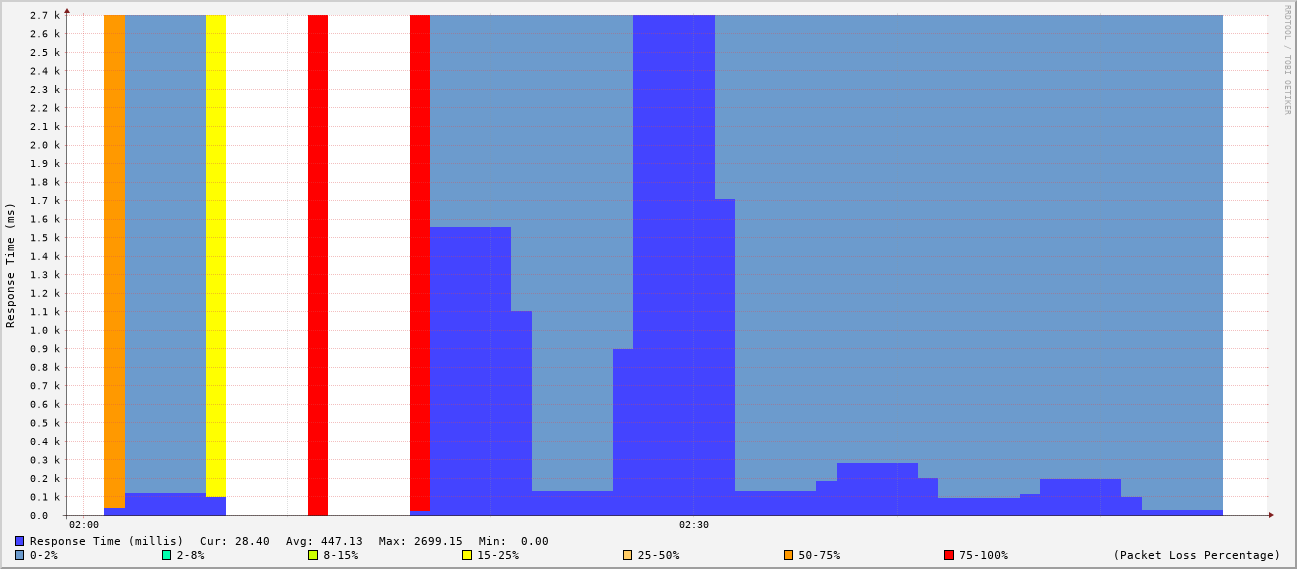 2.7 k
2.6 k
2.5 k
2.4 k
2.3 k
2.2 k
2.1 k
2.0 k
1.9 k
1.8 k
1.7 k
1.6 k
1.5 k
1.4 k
1.3 k
1.2 k
1.1 k
1.0 k
0.9 k
0.8 k
0.7 k
0.6 k
0.5 k
0.4 k
0.3 k
0.2 k
0.1 k
0.0
Response Time (ms)
RRDTOOL / TOBI OETIKER
02:00 02:30
Response Time (millis) Cur: 28.40 Avg: 447.13 Max: 2699.15 Min: 0.00
0-2% 2-8% 8-15% 15-25% 25-50% 50-75% 75-100% (Packet Loss Percentage)